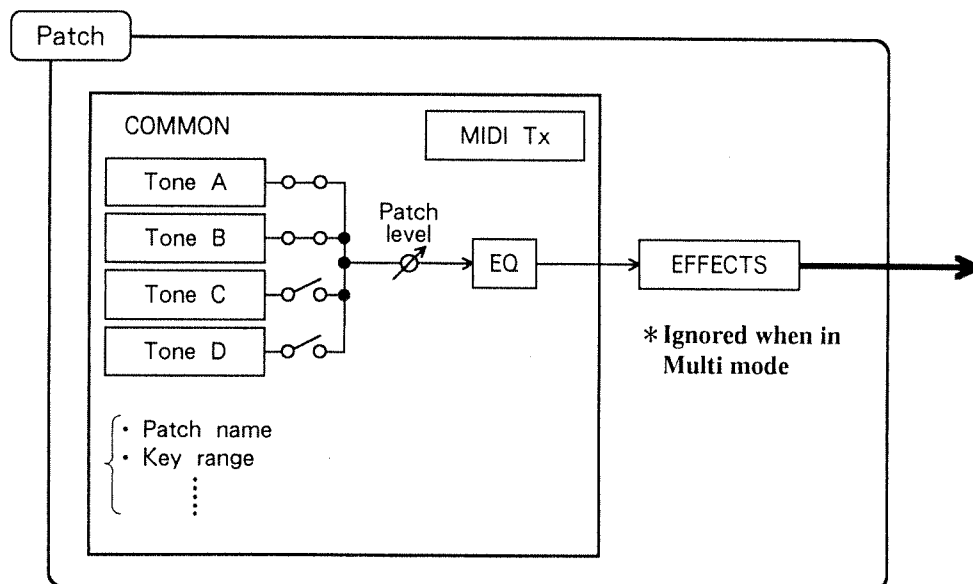 Patch
COMMON
MIDI Tx
Tone A
Tone B
Tone C
Tone D
Patch
level
EQ
EFFECTS
* Ignored when in
Multi mode
・ Patch name
・ Key range